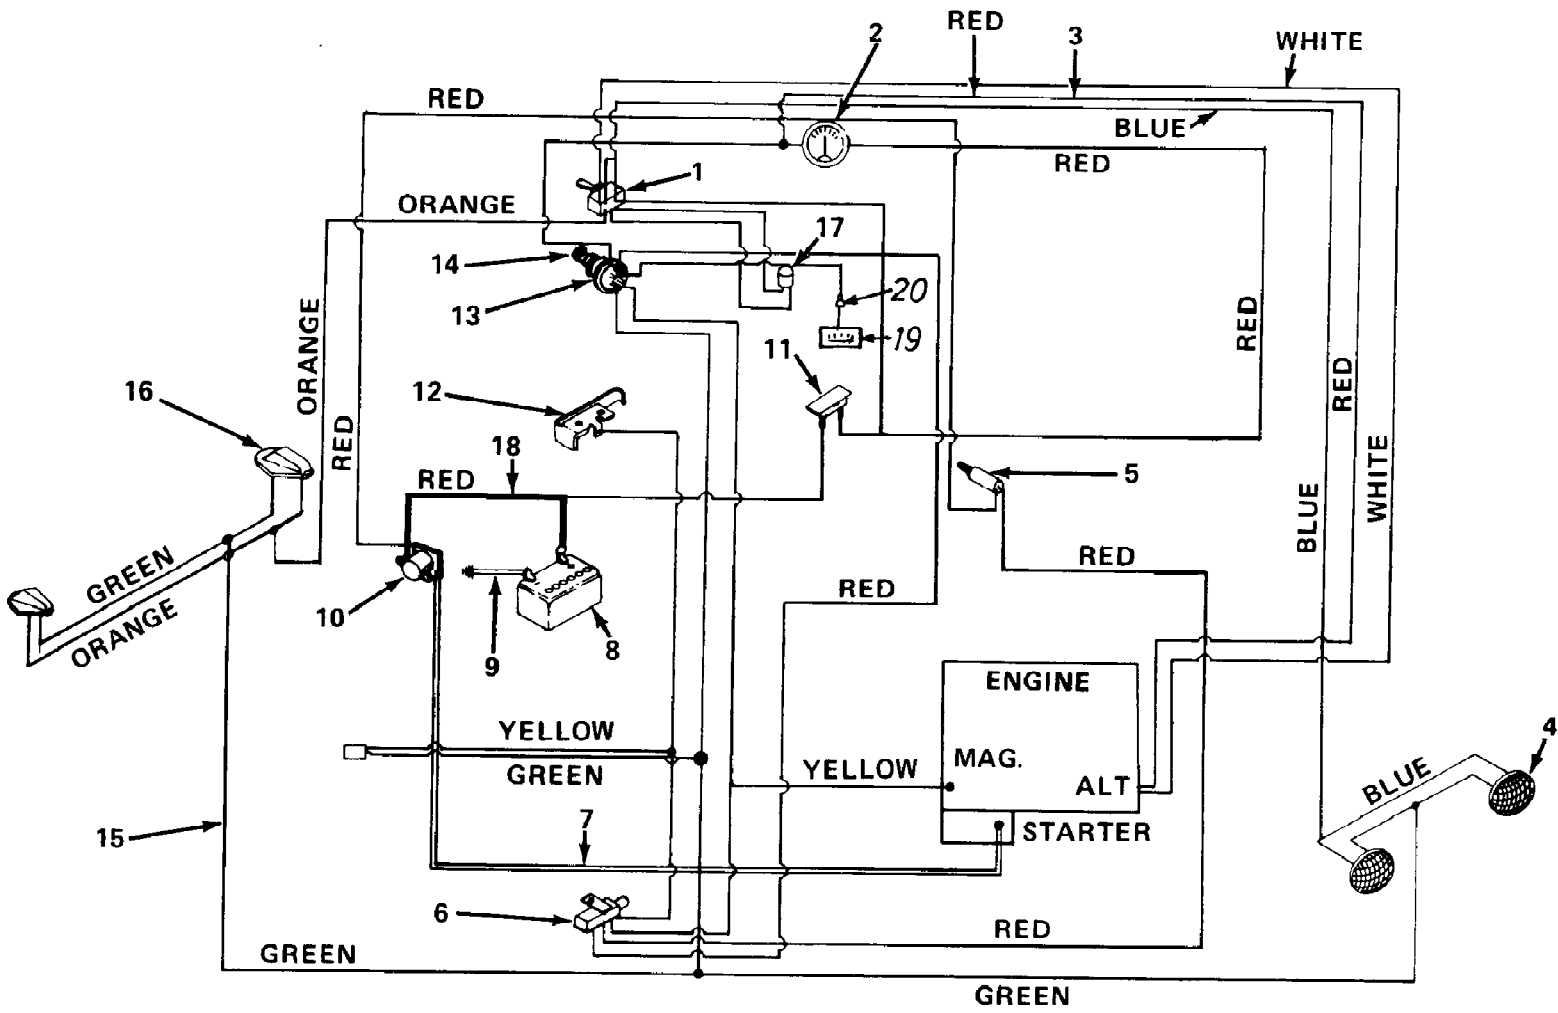 RED
3
2
WHITE
RED
BLUE
RED
1
ORANGE
17
14
20
13
19
RED
11
ORANGE
RED
16
12
RED
WHITE
18
RED
5
BLUE
RED
GREEN
ORANGE
10
9
8
RED
ENGINE
4
YELLOW
GREEN
YELLOW
MAG.
ALT
BLUE
15
7
STARTER
6
RED
GREEN
GREEN